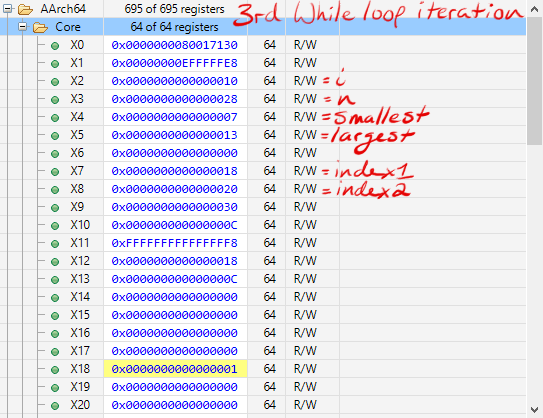 AArch64 695 of 695 registers 3rd While loop iteration
Core 64 of 64 registers
X0 0x0000000080017130 64 R/W
X1 0x00000000EFFFFFE8 64 R/W
X2 0x0000000000000010 64 R/W = i
X3 0x0000000000000028 64 R/W = n
X4 0x0000000000000007 64 R/W = smallest
X5 0x0000000000000013 64 R/W = largest
X6 0x0000000000000000 64 R/W
X7 0x0000000000000018 64 R/W = index1
X8 0x0000000000000020 64 R/W = index2
X9 0x0000000000000030 64 R/W
X10 0x000000000000000C 64 R/W
X11 0xFFFFFFFFFFFFFFF8 64 R/W
X12 0x0000000000000018 64 R/W
X13 0x000000000000000C 64 R/W
X14 0x0000000000000000 64 R/W
X15 0x0000000000000000 64 R/W
X16 0x0000000000000000 64 R/W
X17 0x0000000000000000 64 R/W
X18 0x0000000000000001 64 R/W
X19 0x0000000000000000 64 R/W
X20 0x0000000000000000 64 R/W